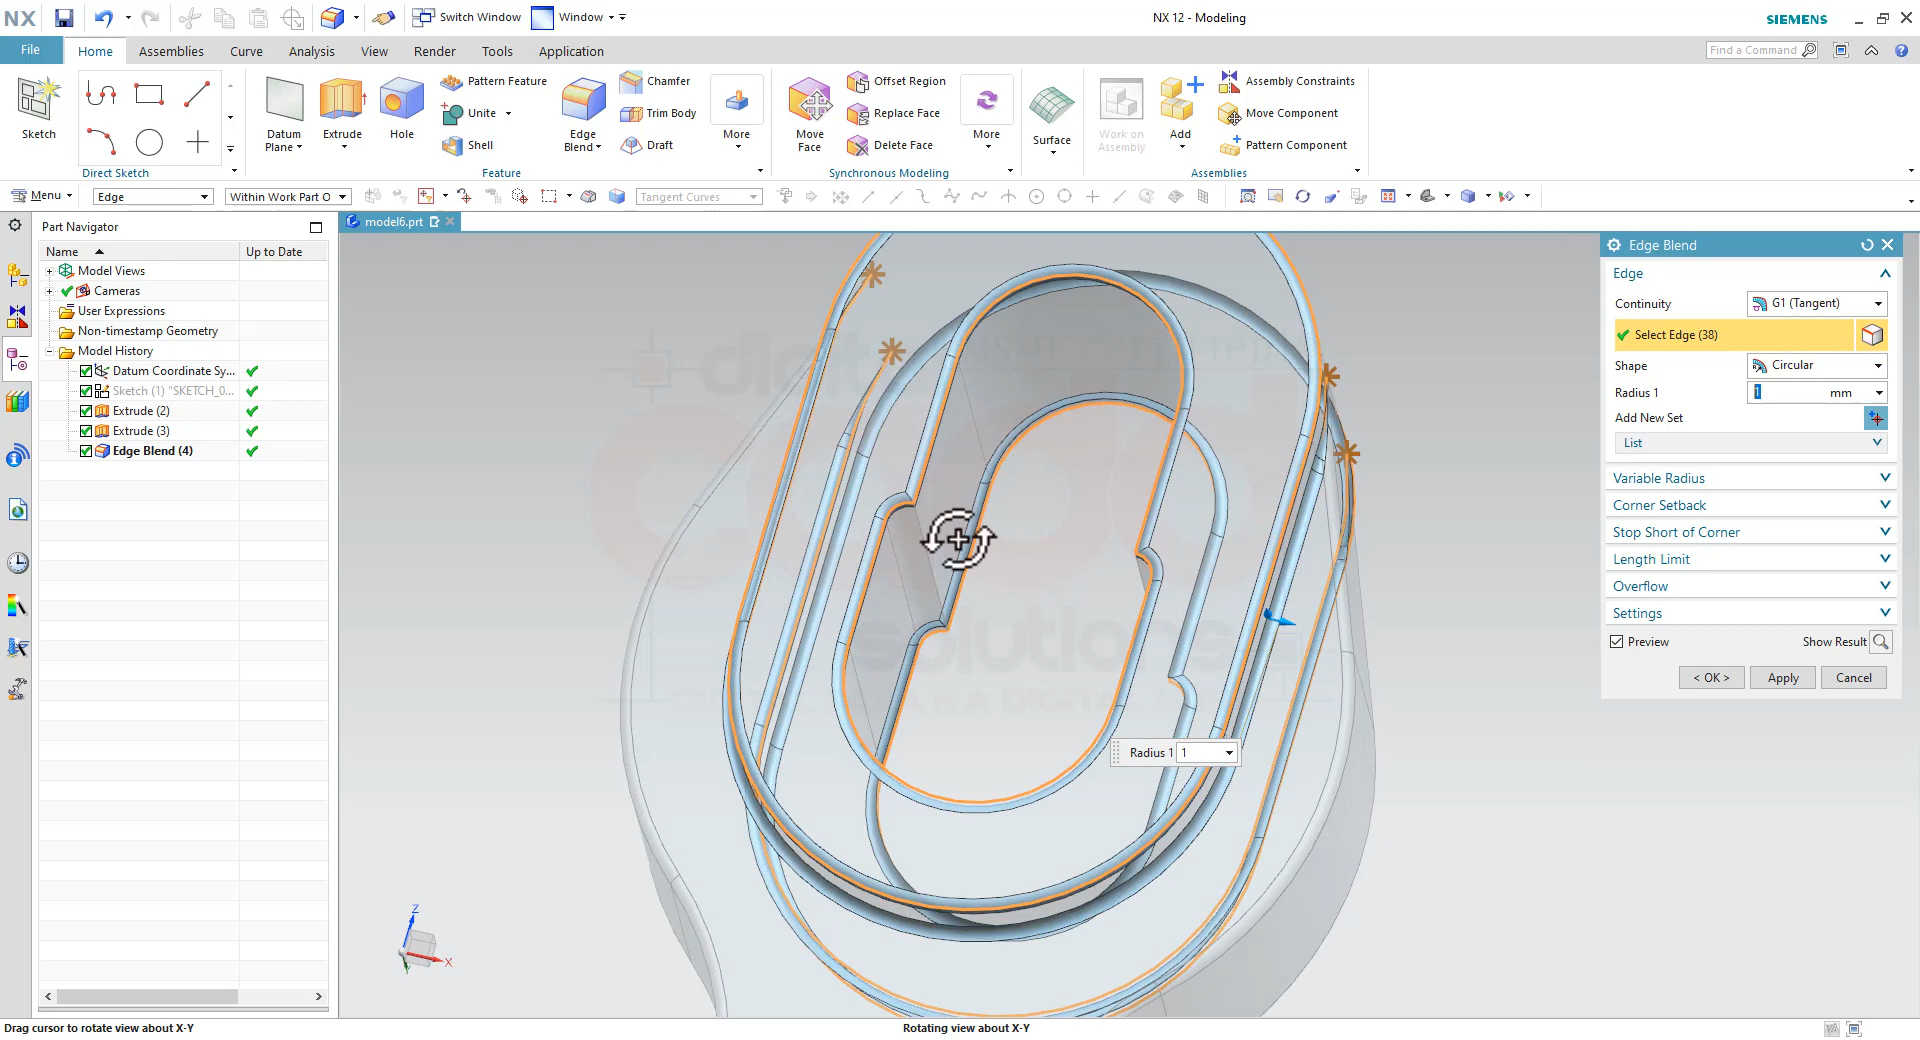 NX
Switch Window
Window
NX 12 - Modeling
SIEMENS
File
Home
Assemblies
Curve
Analysis
View
Render
Tools
Application
Find a Command
Sketch
Direct Sketch
Datum
Plane
Extrude
Hole
Pattern Feature
Unite
Shell
Edge
Blend
Chamfer
Trim Body
Draft
More
Feature
Move
Face
Offset Region
Replace Face
Delete Face
More
Synchronous Modeling
Surface
Work on
Assembly
Add
Assembly Constraints
Move Component
Pattern Component
Assemblies
Menu
Edge
Within Work Part O
Tangent Curves
Part Navigator
model6.prt
Name
Up to Date
Model Views
Cameras
User Expressions
Non-timestamp Geometry
Model History
Datum Coordinate Sy...
Sketch (1) "SKETCH_0...
Extrude (2)
Extrude (3)
Edge Blend (4)
Edge Blend
Edge
Continuity
G1 (Tangent)
Select Edge (38)
Shape
Circular
Radius 1
1
mm
Add New Set
List
Variable Radius
Corner Setback
Stop Short of Corner
Length Limit
Overflow
Settings
Preview
Show Result
< OK >
Apply
Cancel
solutions
Radius 1
1
Z
X
Y
Drag cursor to rotate view about X-Y
Rotating view about X-Y